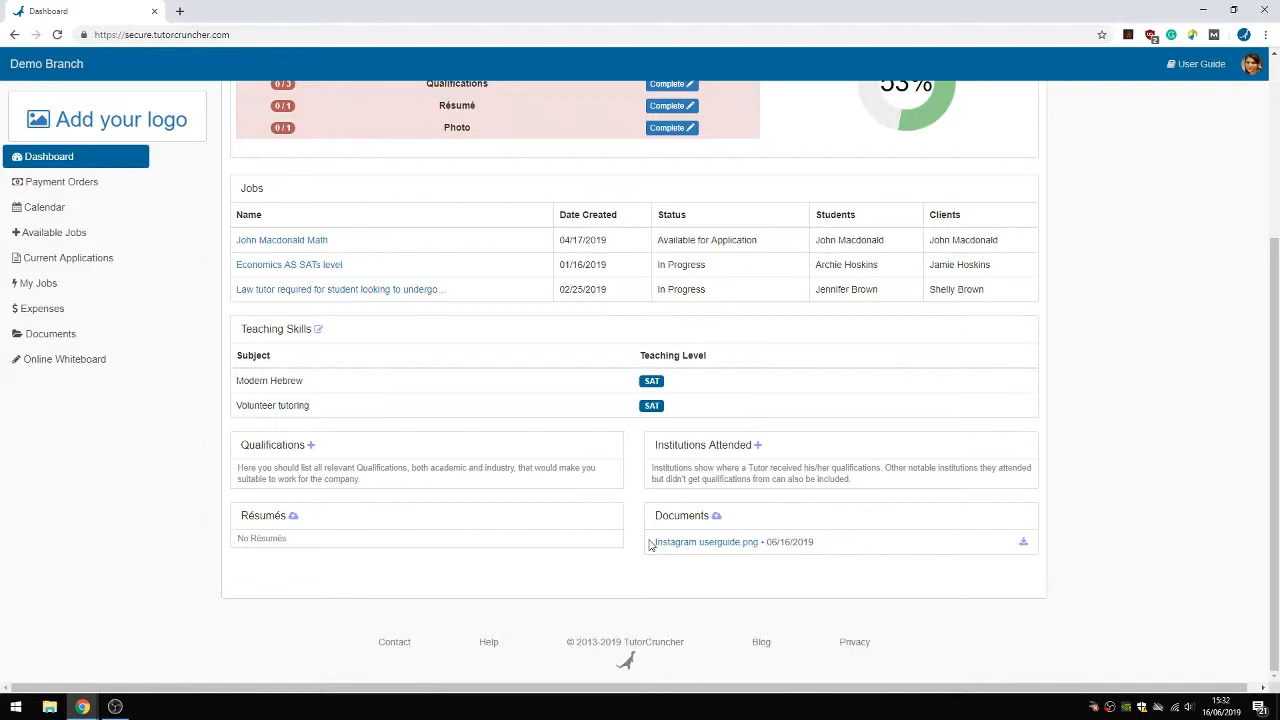 Dashboard
https://secure.tutorcruncher.com
Demo Branch
User Guide
Add your logo
Dashboard
Payment Orders
Calendar
Available Jobs
Current Applications
My Jobs
Expenses
Documents
Online Whiteboard
0 / 3 Qualifications Complete
0 / 1 Résumé Complete
0 / 1 Photo Complete
53%
Jobs
Name Date Created Status Students Clients
John Macdonald Math 04/17/2019 Available for Application John Macdonald John Macdonald
Economics AS SATs level 01/16/2019 In Progress Archie Hoskins Jamie Hoskins
Law tutor required for student looking to undergo... 02/25/2019 In Progress Jennifer Brown Shelly Brown
Teaching Skills
Subject Teaching Level
Modern Hebrew SAT
Volunteer tutoring SAT
Qualifications
Here you should list all relevant Qualifications, both academic and industry, that would make you
suitable to work for the company.
Institutions Attended
Institutions show where a Tutor received his/her qualifications. Other notable institutions they attended
but didn't get qualifications from can also be included.
Résumés
No Résumés
Documents
Instagram userguide.png • 06/16/2019
Contact Help © 2013-2019 TutorCruncher Blog Privacy
15:32
16/06/2019